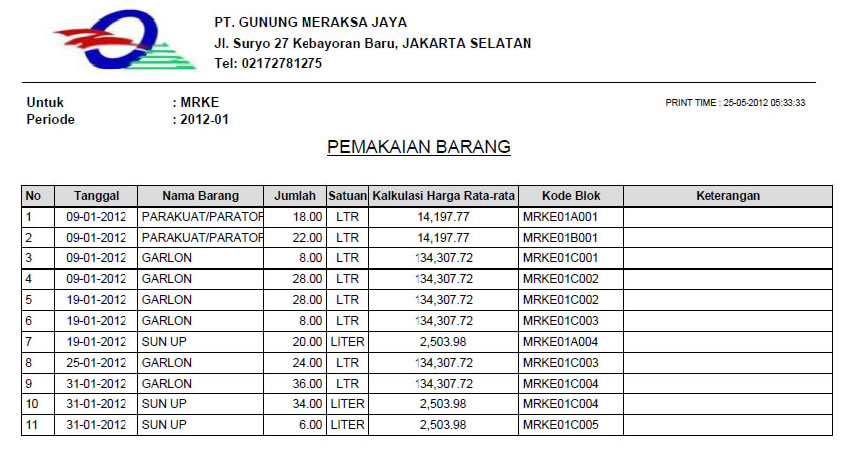 PT. GUNUNG MERAKSA JAYA
Jl. Suryo 27 Kebayoran Baru, JAKARTA SELATAN
Tel: 02172781275
Untuk : MRKE
PRINT TIME : 25-05-2012 05:33:33
Periode : 2012-01
PEMAKAIAN BARANG
No Tanggal Nama Barang Jumlah Satuan Kalkulasi Harga Rata-rata Kode Blok Keterangan
1 09-01-2012 PARAKUAT/PARATOP 18.00 LTR 14,197.77 MRKE01A001
2 09-01-2012 PARAKUAT/PARATOP 22.00 LTR 14,197.77 MRKE01B001
3 09-01-2012 GARLON 8.00 LTR 134,307.72 MRKE01C001
4 09-01-2012 GARLON 28.00 LTR 134,307.72 MRKE01C002
5 19-01-2012 GARLON 28.00 LTR 134,307.72 MRKE01C002
6 19-01-2012 GARLON 8.00 LTR 134,307.72 MRKE01C003
7 19-01-2012 SUN UP 20.00 LITER 2,503.98 MRKE01A004
8 25-01-2012 GARLON 24.00 LTR 134,307.72 MRKE01C003
9 31-01-2012 GARLON 36.00 LTR 134,307.72 MRKE01C004
10 31-01-2012 SUN UP 34.00 LITER 2,503.98 MRKE01C004
11 31-01-2012 SUN UP 6.00 LITER 2,503.98 MRKE01C005